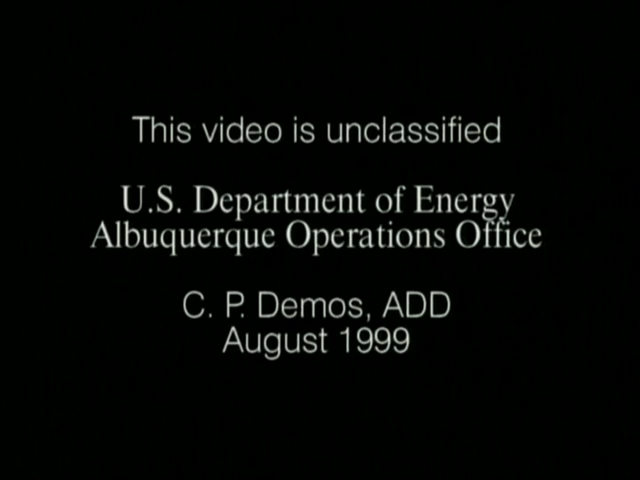 This video is unclassified
U.S. Department of Energy
Albuquerque Operations Office
C. P. Demos, ADD
August 1999